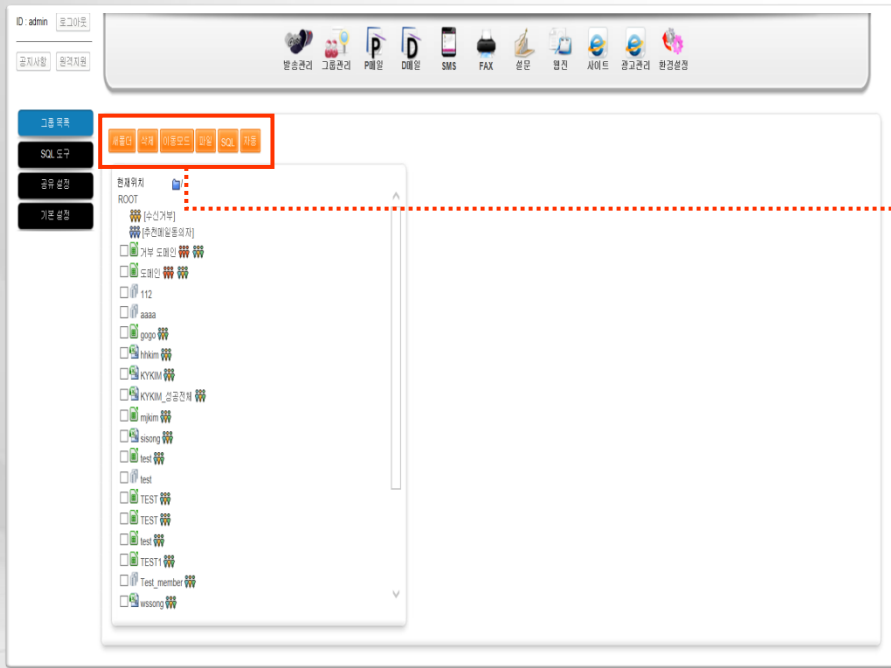 ID : admin 로그아웃
공지사항 원격지원
발송관리 그룹관리 P메일 D메일 SMS FAX 설문 웹진 사이트 광고관리 환경설정
그룹 목록
SQL 도구
공유 설정
기본 설정
새폴더 삭제 이동모드 파일 SQL 자동
현재위치 /
ROOT
[수신거부]
[추천메일동의자]
거부 도메인
도메인
112
aaaa
gogo
hhkim
KYKIM
KYKIM_성공전체
mjkim
sisong
test
test
TEST
TEST
test
TEST1
Test_member
wssong